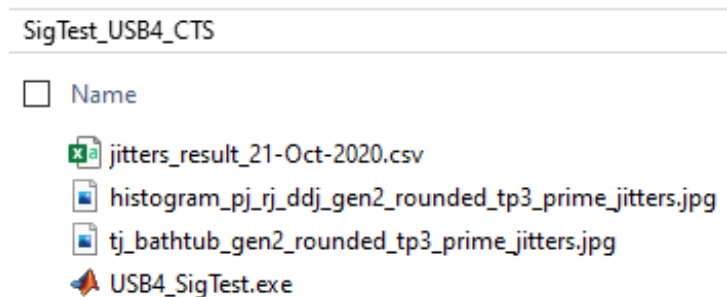 SigTest_USB4_CTS
Name
jitters_result_21-Oct-2020.csv
histogram_pj_rj_ddj_gen2_rounded_tp3_prime_jitters.jpg
tj_bathtub_gen2_rounded_tp3_prime_jitters.jpg
USB4_SigTest.exe